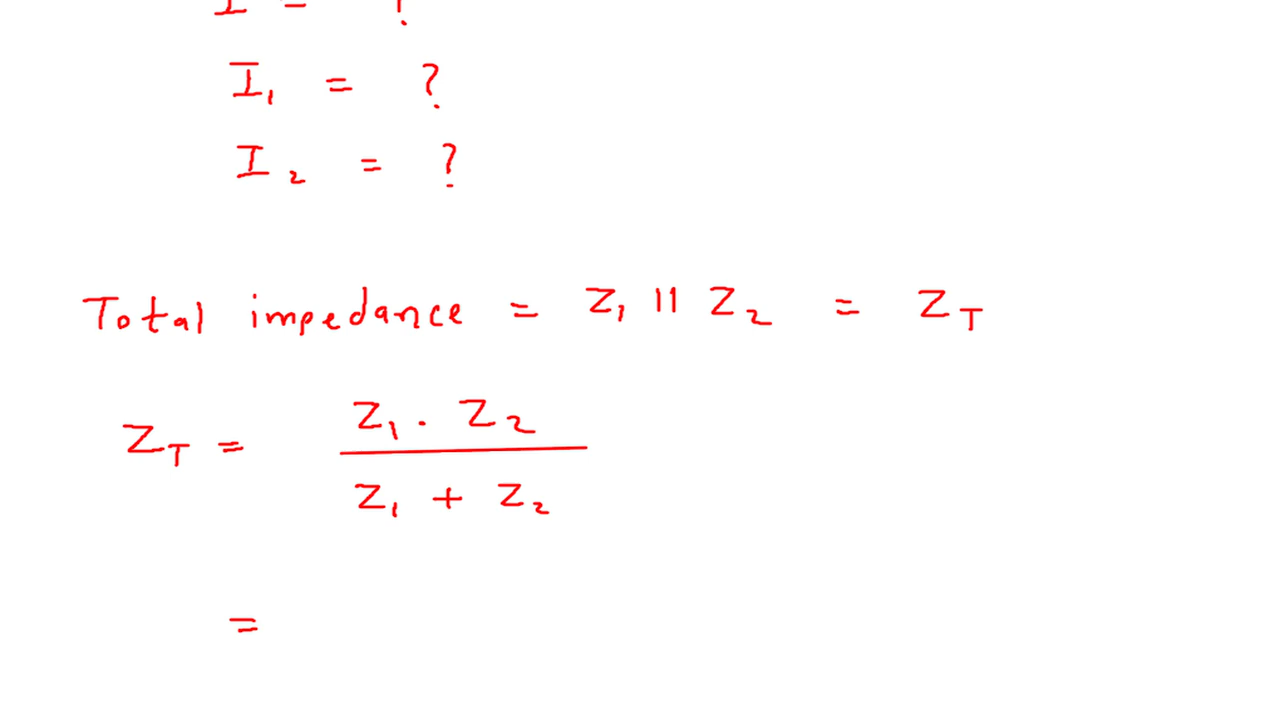 I = ?
I₁ = ?
I₂ = ?
Total impedance = Z₁ || Z₂ = Z_T
Z_T = Z₁ . Z₂
Z₁ + Z₂
=